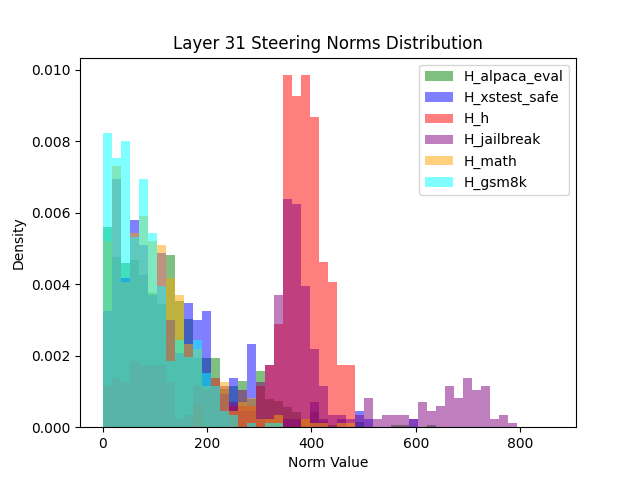 Layer 31 Steering Norms Distribution
H_alpaca_eval
H_xstest_safe
H_h
H_jailbreak
H_math
H_gsm8k
Density
0.010
0.008
0.006
0.004
0.002
0.000
0
200
400
600
800
Norm Value